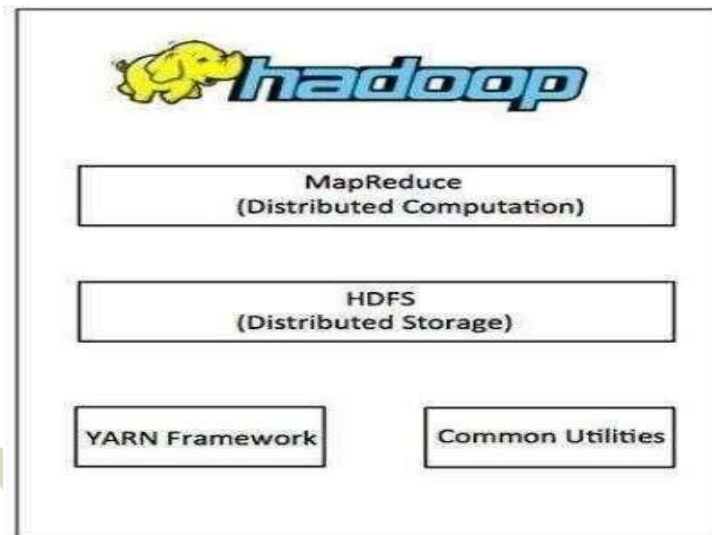 hadoop
MapReduce
(Distributed Computation)
HDFS
(Distributed Storage)
YARN Framework
Common Utilities